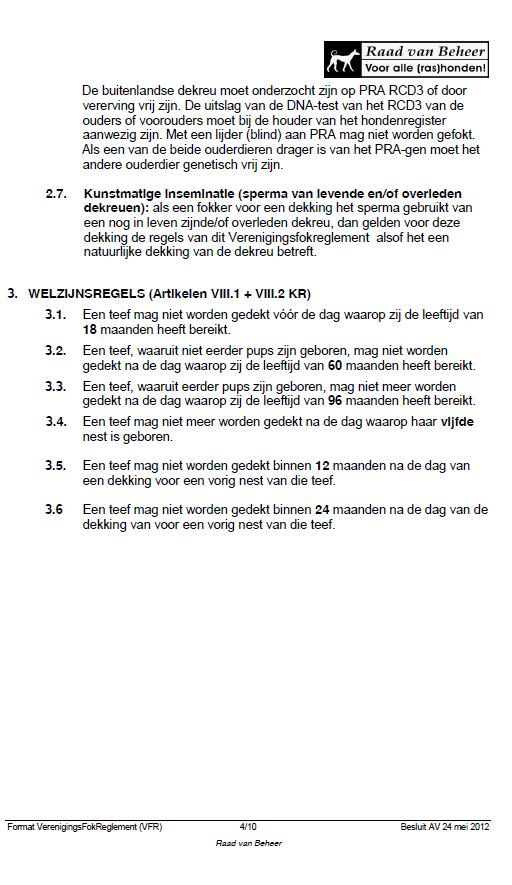 Raad van Beheer
Voor alle (ras)honden!
De buitenlandse dekreu moet onderzocht zijn op PRA RCD3 of door
vererving vrij zijn. De uitslag van de DNA-test van het RCD3 van de
ouders of voorouders moet bij de houder van het hondenregister
aanwezig zijn. Met een lijder (blind) aan PRA mag niet worden gefokt.
Als een van de beide ouderdieren drager is van het PRA-gen moet het
andere ouderdier genetisch vrij zijn.
2.7. Kunstmatige inseminatie (sperma van levende en/of overleden
dekreuen): als een fokker voor een dekking het sperma gebruikt van
een nog in leven zijnde/of overleden dekreu, dan gelden voor deze
dekking de regels van dit Verenigingsfokreglement alsof het een
natuurlijke dekking van de dekreu betreft.
3. WELZIJNSREGELS (Artikelen VIII.1 + VIII.2 KR)
3.1. Een teef mag niet worden gedekt vóór de dag waarop zij de leeftijd van
18 maanden heeft bereikt.
3.2. Een teef, waaruit niet eerder pups zijn geboren, mag niet worden
gedekt na de dag waarop zij de leeftijd van 60 maanden heeft bereikt.
3.3. Een teef, waaruit eerder pups zijn geboren, mag niet meer worden
gedekt na de dag waarop zij de leeftijd van 96 maanden heeft bereikt.
3.4. Een teef mag niet meer worden gedekt na de dag waarop haar vijfde
nest is geboren.
3.5. Een teef mag niet worden gedekt binnen 12 maanden na de dag van
een dekking voor een vorig nest van die teef.
3.6 Een teef mag niet worden gedekt binnen 24 maanden na de dag van de
dekking van voor een vorig nest van die teef.
Format VerenigingsFokReglement (VFR) 4/10 Besluit AV 24 mei 2012
Raad van Beheer